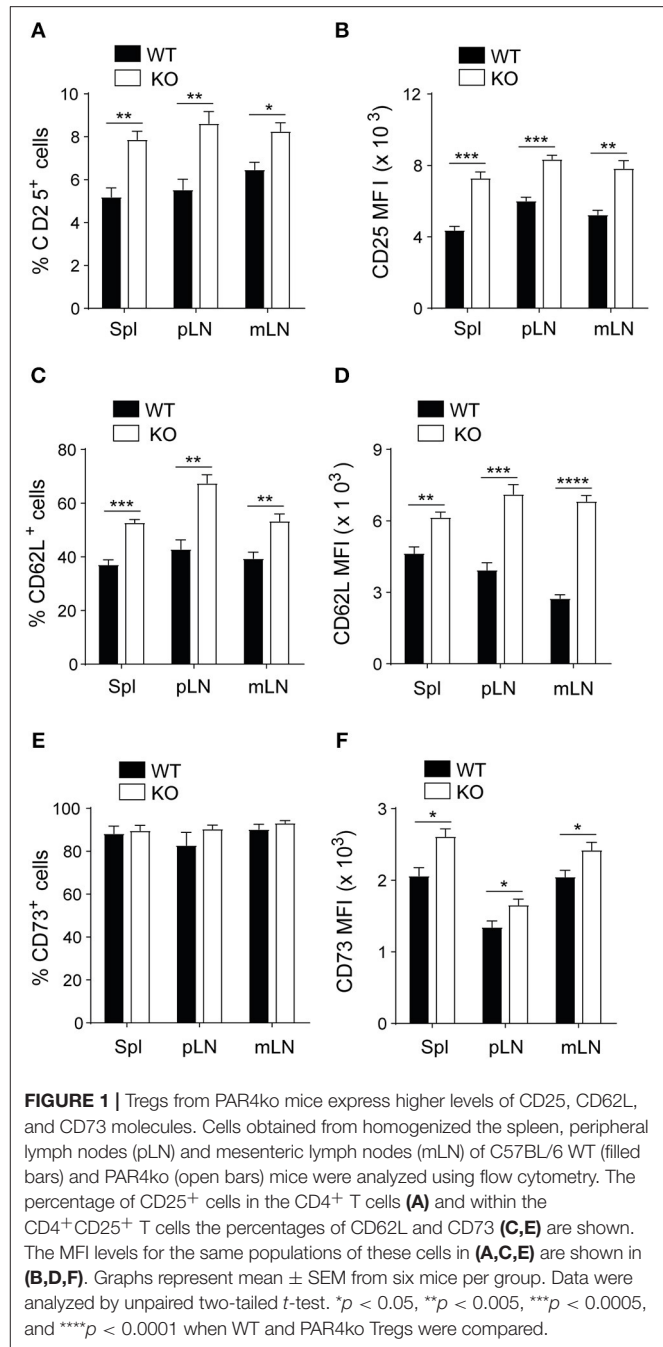 A
WT
KO
% C D2 5+ cells
10
8
6
4
2
0
**
**
*
Spl pLN mLN
B
WT
KO
CD25 MF I (x 10 3)
12
8
4
0
***
***
**
Spl pLN mLN
C
WT
KO
% CD62L + cells
80
60
40
20
0
***
**
**
Spl pLN mLN
D
WT
KO
CD62L MFI (x 1 0 3)
9
6
3
0
**
***
****
Spl pLN mLN
E
WT
KO
% CD73+ cells
100
80
60
40
20
0
Spl pLN mLN
F
WT
KO
CD73 MFI (x 10 3)
3
2
1
0
*
*
*
Spl pLN mLN
FIGURE 1 | Tregs from PAR4ko mice express higher levels of CD25, CD62L,
and CD73 molecules. Cells obtained from homogenized the spleen, peripheral
lymph nodes (pLN) and mesenteric lymph nodes (mLN) of C57BL/6 WT (filled
bars) and PAR4ko (open bars) mice were analyzed using flow cytometry. The
percentage of CD25+ cells in the CD4+ T cells (A) and within the
CD4+CD25+ T cells the percentages of CD62L and CD73 (C,E) are shown.
The MFI levels for the same populations of these cells in (A,C,E) are shown in
(B,D,F). Graphs represent mean ± SEM from six mice per group. Data were
analyzed by unpaired two-tailed t-test. *p < 0.05, **p < 0.005, ***p < 0.0005,
and ****p < 0.0001 when WT and PAR4ko Tregs were compared.